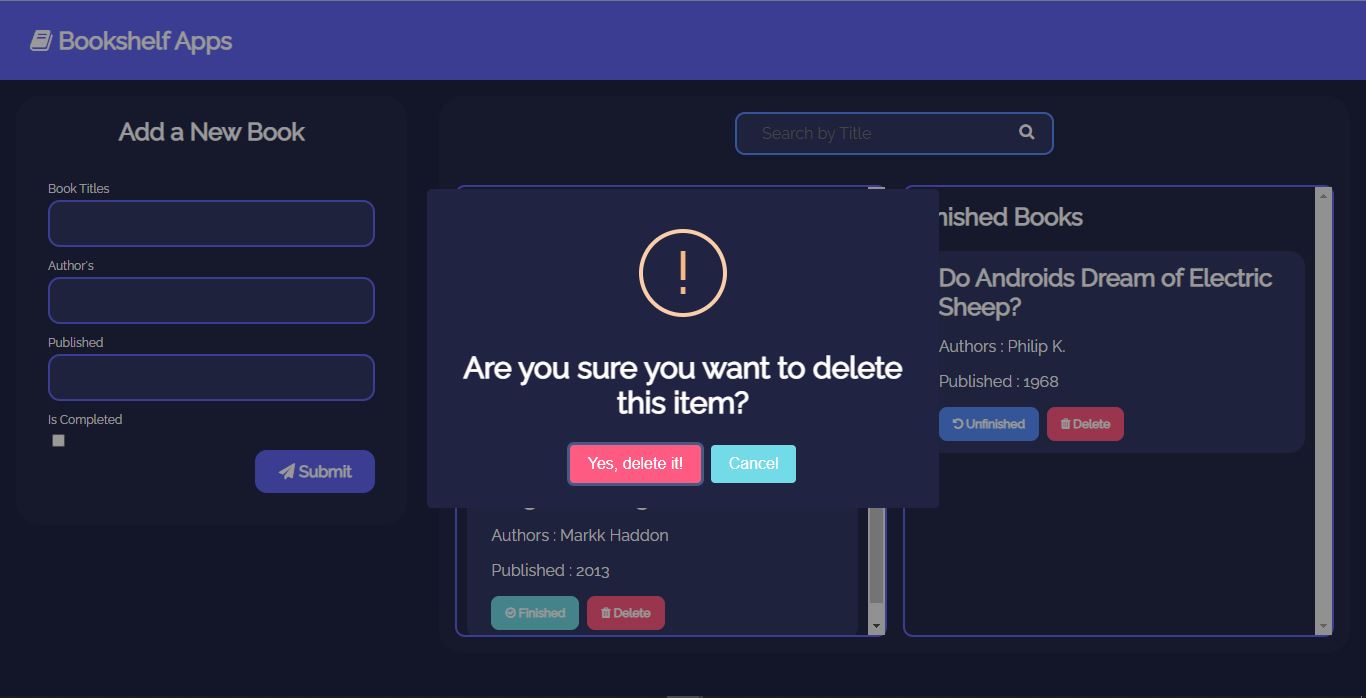 Bookshelf Apps
Add a New Book
Book Titles
Author's
Published
Is Completed
Submit
Search by Title
!
Are you sure you want to delete
this item?
Yes, delete it!
Cancel
Authors : Markk Haddon
Published : 2013
Finished
Delete
nished Books
Do Androids Dream of Electric
Sheep?
Authors : Philip K.
Published : 1968
Unfinished
Delete